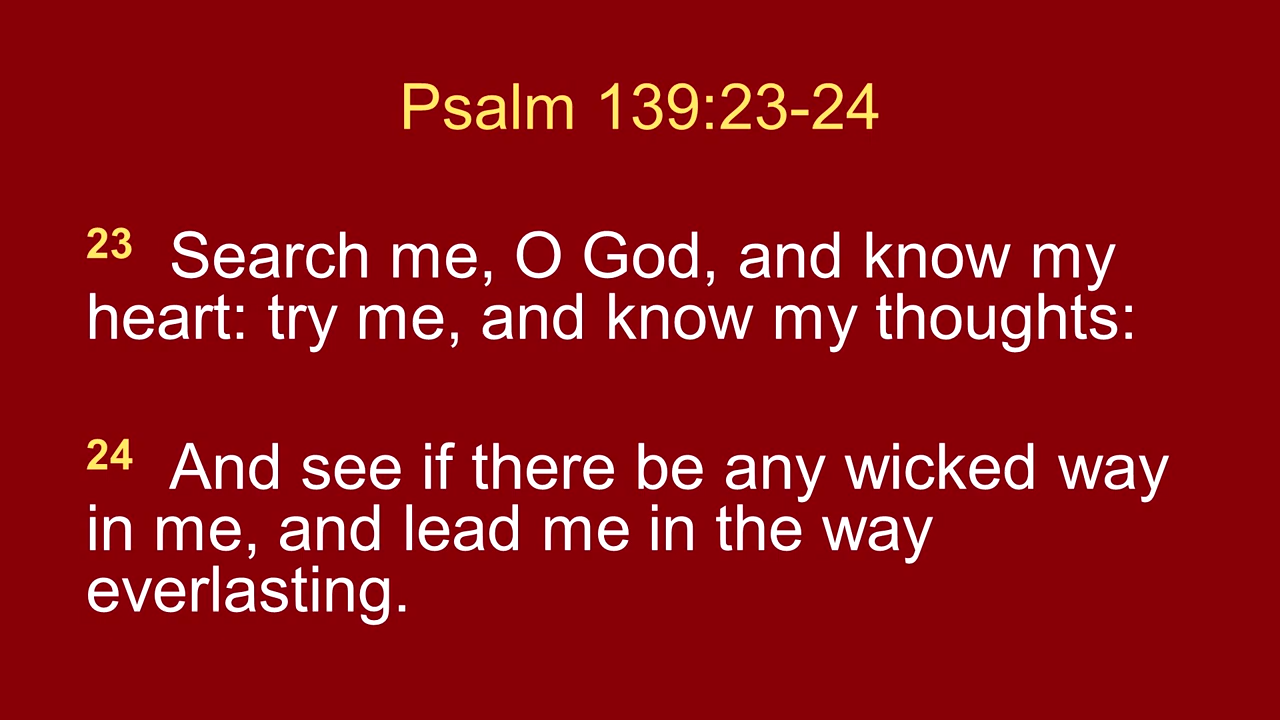 Psalm 139:23-24
23 Search me, O God, and know my
heart: try me, and know my thoughts:
24 And see if there be any wicked way
in me, and lead me in the way
everlasting.